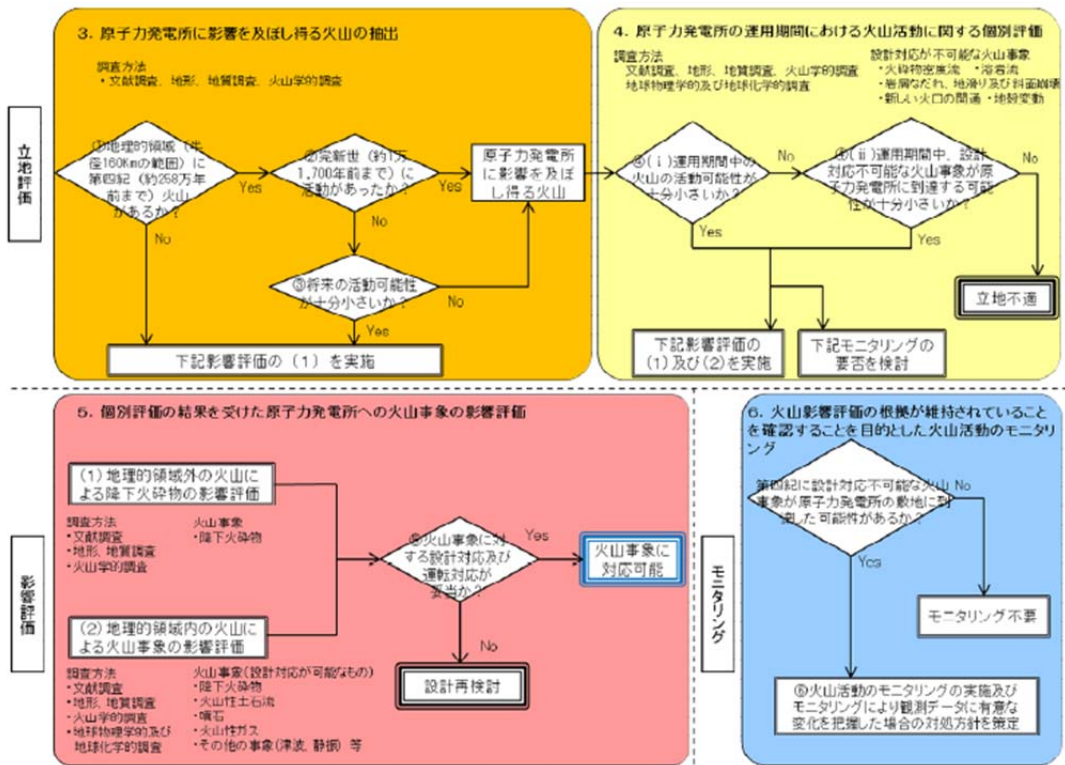 3. 原子力発電所に影響を及ぼし得る火山の抽出
調査方法
・文献調査、地形、地質調査、火山学的調査
立地評価
①地理的領域（半
径160Kmの範囲）に
第四紀（約258万年
前まで）火山
があるか？
Yes
No
②完新世（約1万
1,700年前まで）に
活動があったか？
Yes
No
原子力発電所
に影響を及ぼ
し得る火山
③将来の活動可能性
が十分小さいか？
No
Yes
下記影響評価の（1）を実施
4. 原子力発電所の運用期間における火山活動に関する個別評価
調査方法
文献調査、地形、地質調査、火山学的調査
地球物理学的及び地球化学的調査
設計対応が不可能な火山事象
・火砕物密度流　・溶岩流
・岩屑なだれ、地滑り及び斜面崩壊
・新しい火口の開通　・地殻変動
④(ⅰ)運用期間中の
火山の活動可能性が
十分小さいか？
No
Yes
④(ⅱ)運用期間中、設計
対応不可能な火山事象が原
子力発電所に到達する可能
性が十分小さいか？
No
Yes
立地不適
下記影響評価の
(1)及び(2)を実施
下記モニタリングの
要否を検討
5. 個別評価の結果を受けた原子力発電所への火山事象の影響評価
影響評価
(1)地理的領域外の火山に
よる降下火砕物の影響評価
調査方法
・文献調査
・地形、地質調査
・火山学的調査
火山事象
・降下火砕物
(2)地理的領域内の火山に
よる火山事象の影響評価
調査方法
・文献調査
・地形、地質調査
・火山学的調査
・地球物理学的及び
地球化学的調査
火山事象(設計対応が可能なもの)
・降下火砕物
・火山性土石流
・噴石
・火山性ガス
・その他の事象(津波、静振) 等
火山事象に対
する設計対応及び
運転対応が
妥当か？
Yes
No
火山事象に
対応可能
設計再検討
モニタリング
6. 火山影響評価の根拠が維持されていること
を確認することを目的とした火山活動のモニタ
リング
第四紀に設計対応不可能な火山
事象が原子力発電所の敷地に到
達した可能性があるか？
No
Yes
モニタリング不要
⑤火山活動のモニタリングの実施及び
モニタリングにより観測データに有意な
変化を把握した場合の対処方針を策定